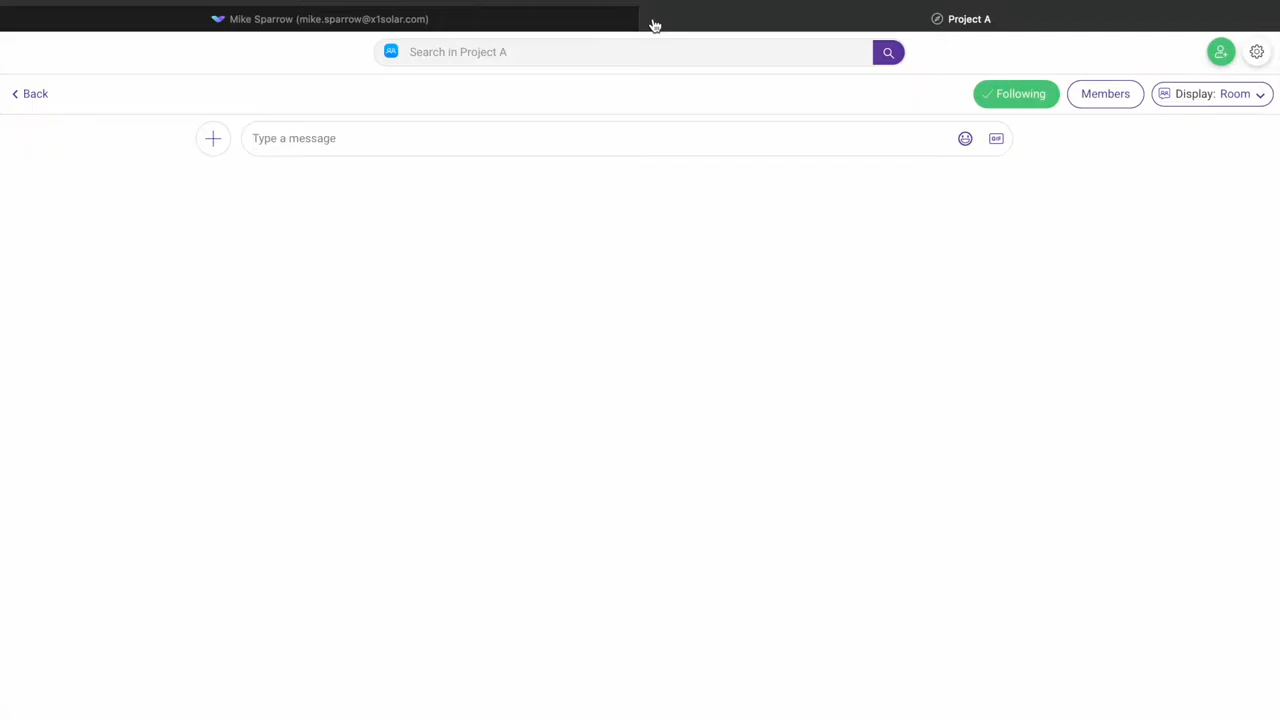 Mike Sparrow (mike.sparrow@x1solar.com)
Project A
Search in Project A
Back
Following
Members
Display: Room
Type a message
GIF